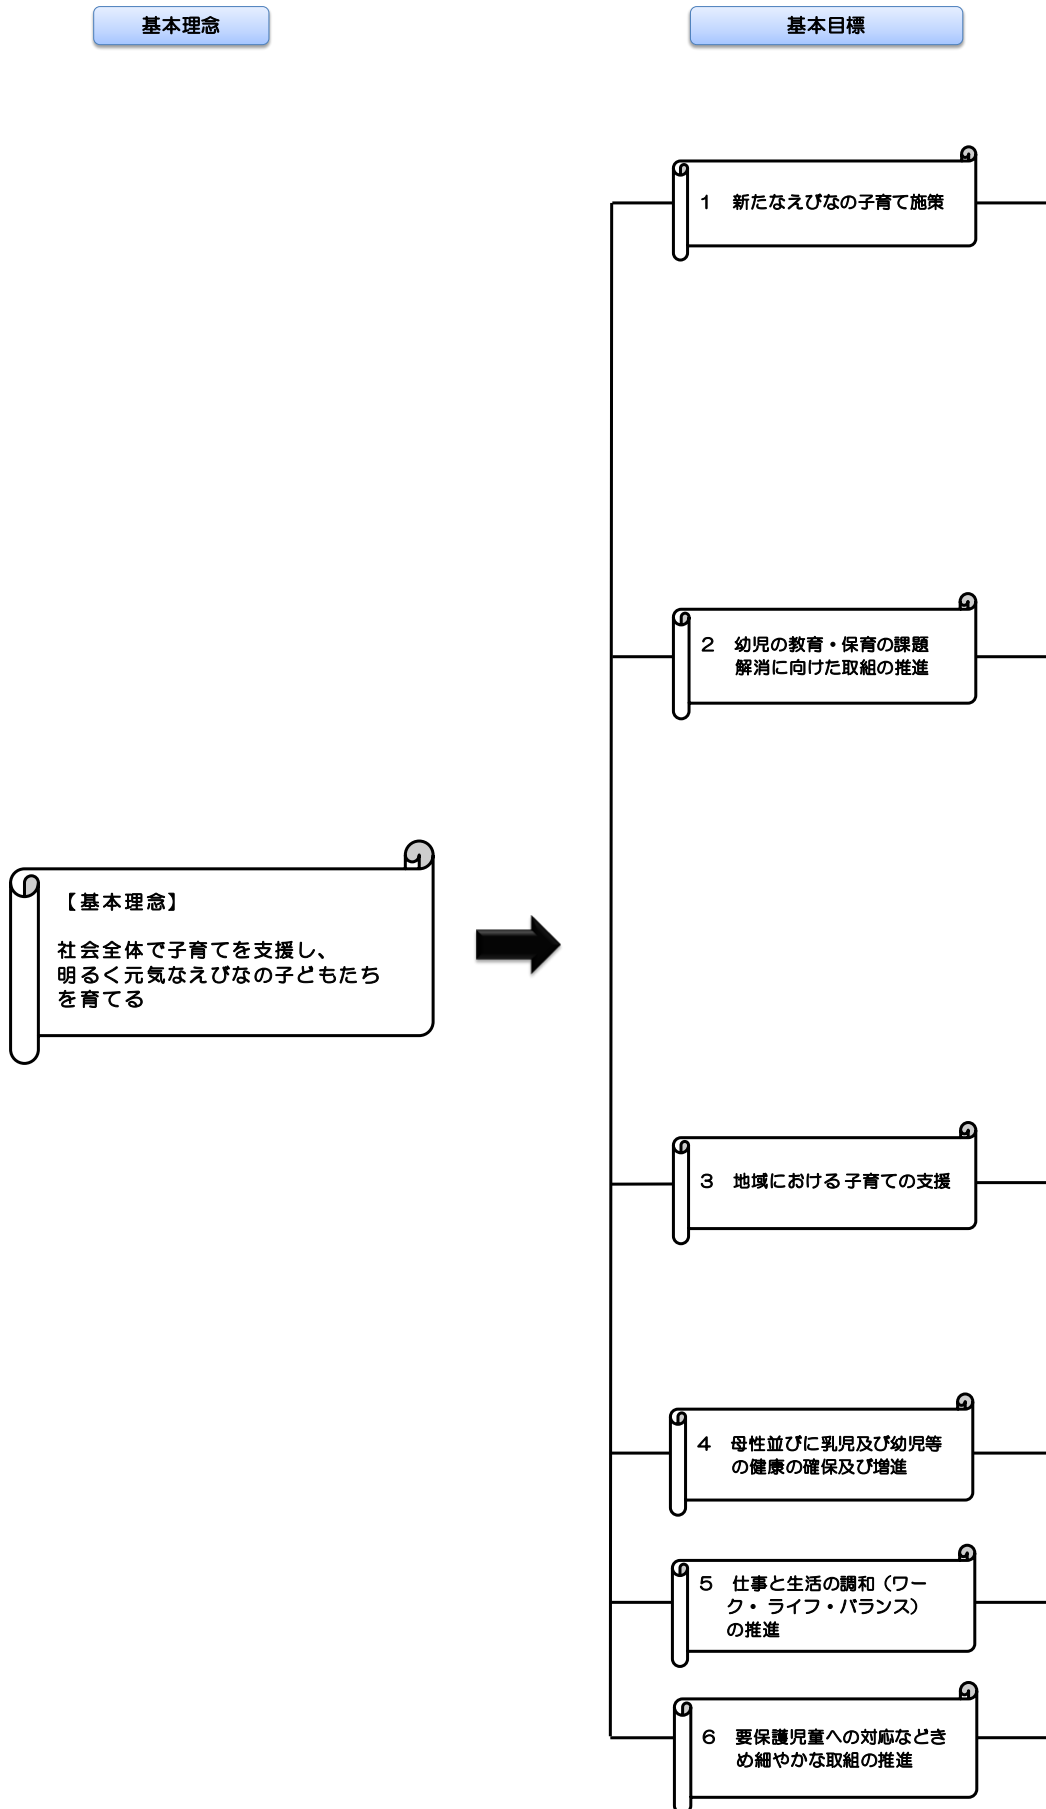 基本理念
基本目標
1　新たなえびなの子育て施策
2　幼児の教育・保育の課題
解消に向けた取組の推進
【基本理念】
社会全体で子育てを支援し、
明るく元気なえびなの子どもたち
を育てる
3　地域における子育ての支援
4　母性並びに乳児及び幼児等
の健康の確保及び増進
5　仕事と生活の調和（ワー
ク・ ライフ・バランス）
の推進
6　要保護児童への対応などき
め細やかな取組の推進